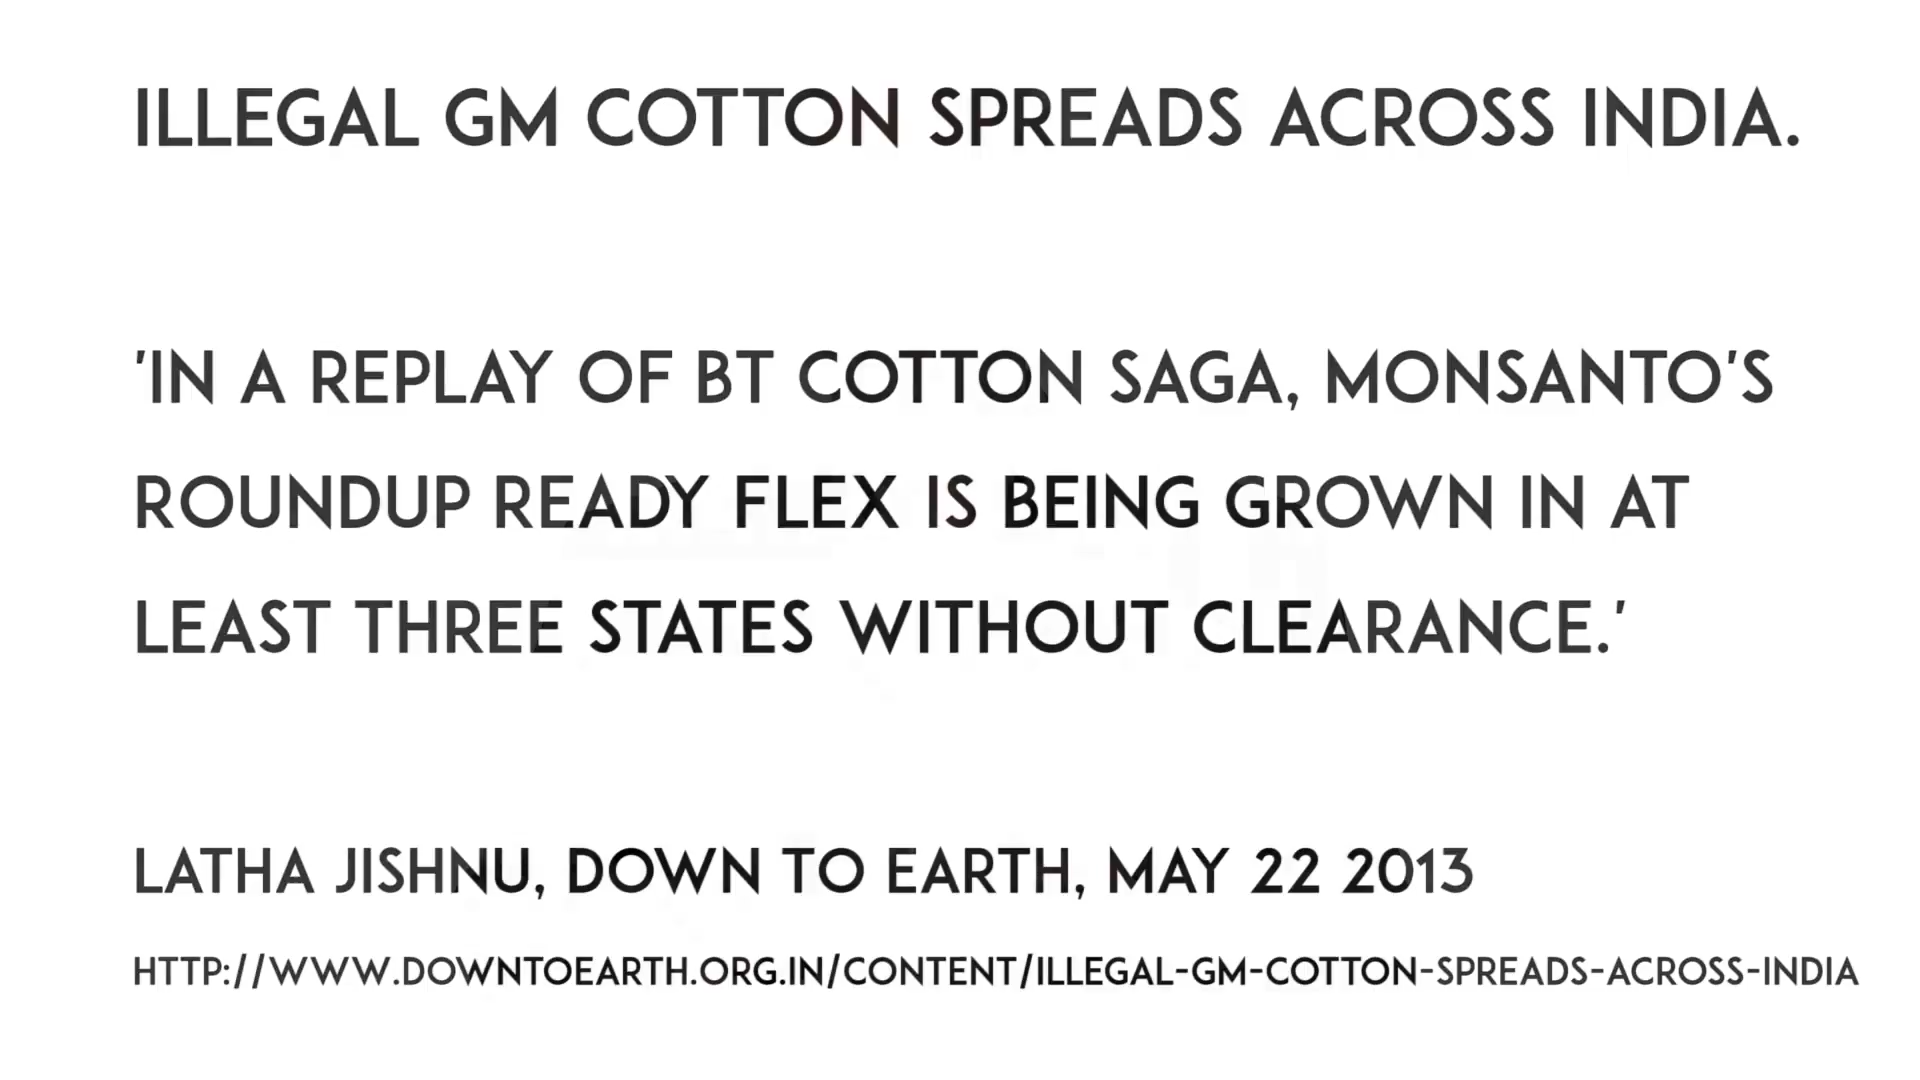 ILLEGAL GM COTTON SPREADS ACROSS INDIA.
'IN A REPLAY OF BT COTTON SAGA, MONSANTO'S
ROUNDUP READY FLEX IS BEING GROWN IN AT
LEAST THREE STATES WITHOUT CLEARANCE.'
LATHA JISHNU, DOWN TO EARTH, MAY 22 2013
HTTP://WWW.DOWNTOEARTH.ORG.IN/CONTENT/ILLEGAL-GM-COTTON-SPREADS-ACROSS-INDIA